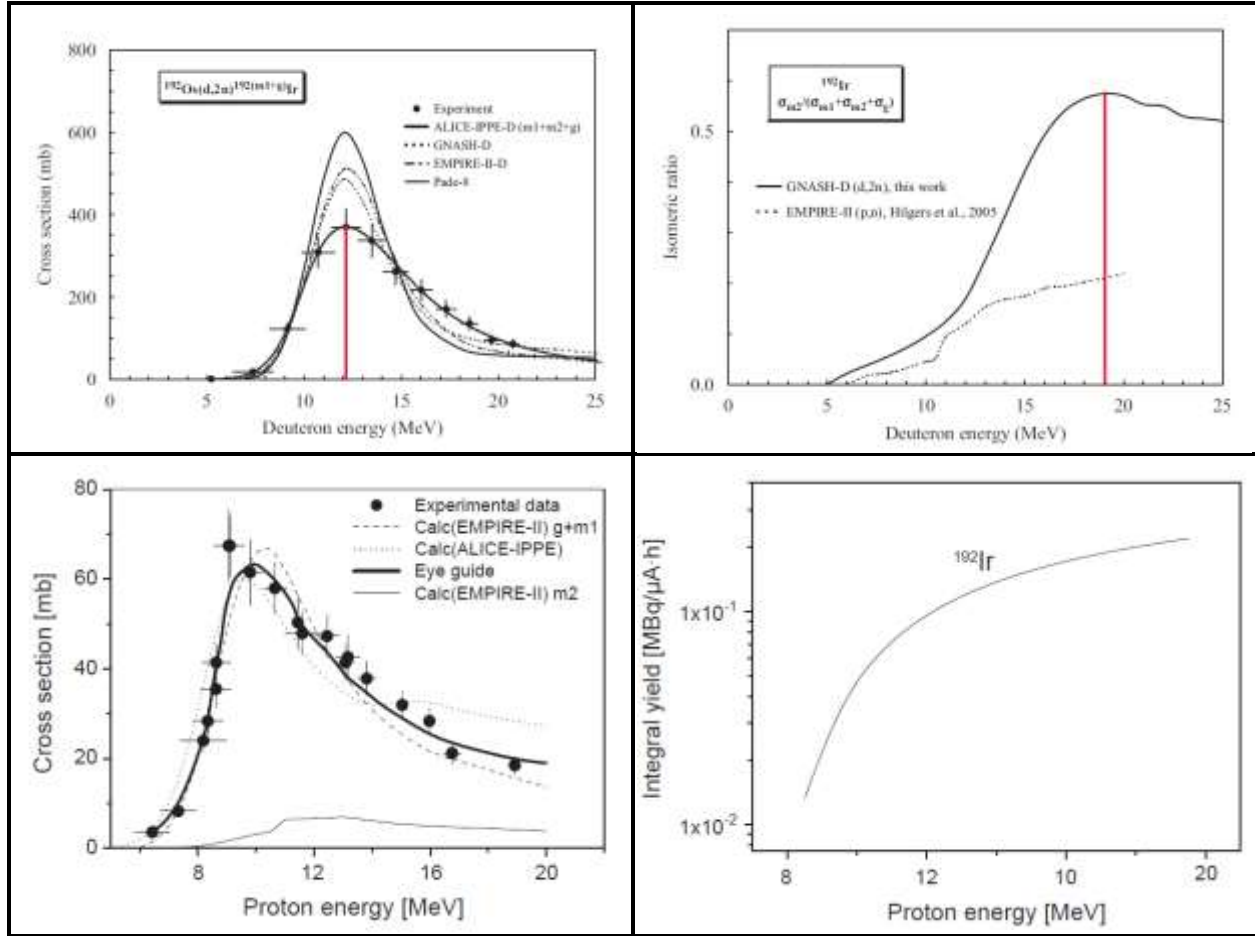 800
600
400
200
0
Cross section (mb)
¹⁹²Os(d,2n)¹⁹²⁽ᵐ¹⁺ᵍ⁾Ir
Experiment
ALICE-IPPE-D (m1+m2+g)
GNASH-D
EMPIRE-II-D
Pade-8
0 5 10 15 20 25
Deuteron energy (MeV)
0.5
0.0
Isomeric ratio
¹⁹²Ir
σm2/(σm1+σm2+σg)
GNASH-D (d,2n), this work
EMPIRE-II (p,n), Hilgers et al., 2005
0 5 10 15 20 25
Deuteron energy (MeV)
80
60
40
20
0
Cross section [mb]
Experimental data
Calc(EMPIRE-II) g+m1
Calc(ALICE-IPPE)
Eye guide
Calc(EMPIRE-II) m2
8 12 16 20
Proton energy [MeV]
Integral yield [MBq/µA·h]
1x10⁻¹
1x10⁻²
¹⁹²Ir
8 12 10 20
Proton energy [MeV]